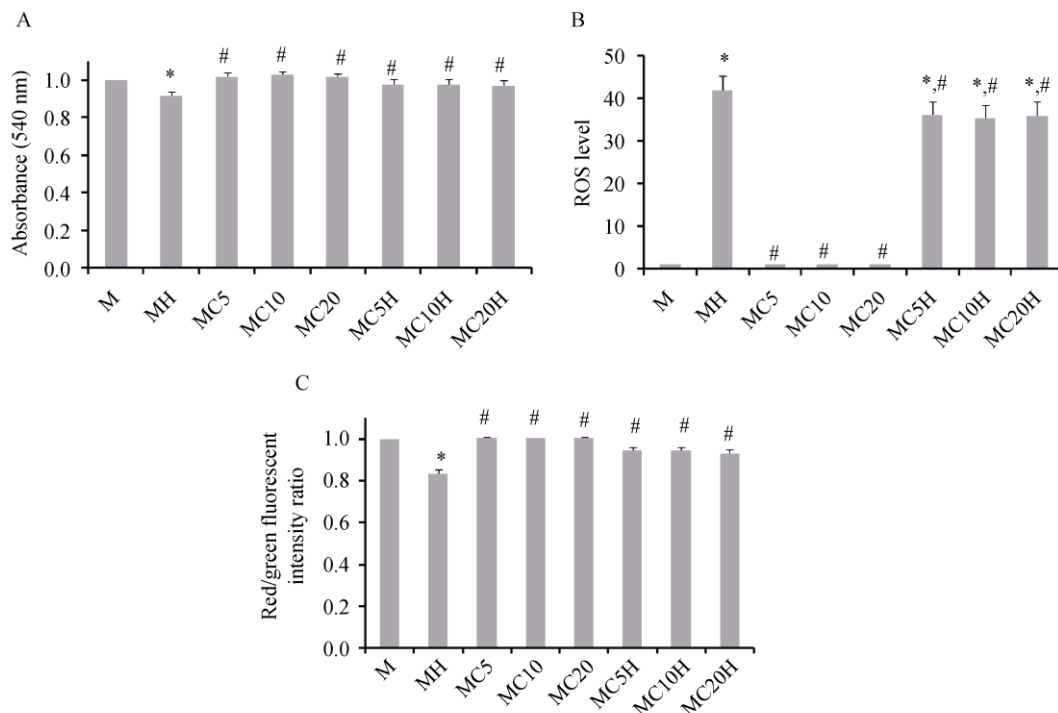 A
Absorbance (540 nm)
1.0
0.8
0.6
0.4
0.2
0.0
* # # # # # #
M MH MC5 MC10 MC20 MC5H MC10H MC20H
B
ROS level
50
40
30
20
10
0
* # # # *,# *,# *,#
M MH MC5 MC10 MC20 MC5H MC10H MC20H
C
Red/green fluorescent
intensity ratio
1.0
0.8
0.6
0.4
0.2
0.0
* # # # # # #
M MH MC5 MC10 MC20 MC5H MC10H MC20H